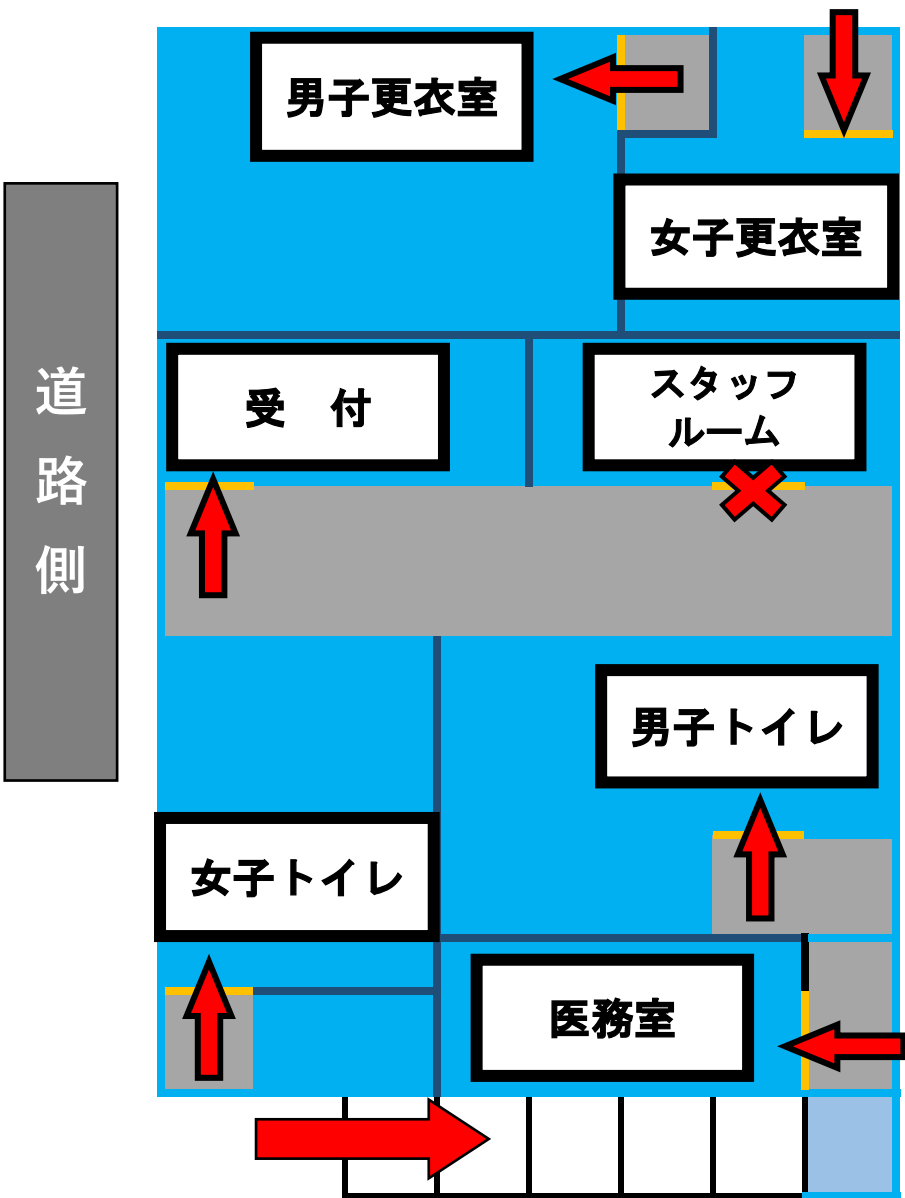 男子更衣室
女子更衣室
道路側
受　付
スタッフ
ルーム
男子トイレ
女子トイレ
医務室